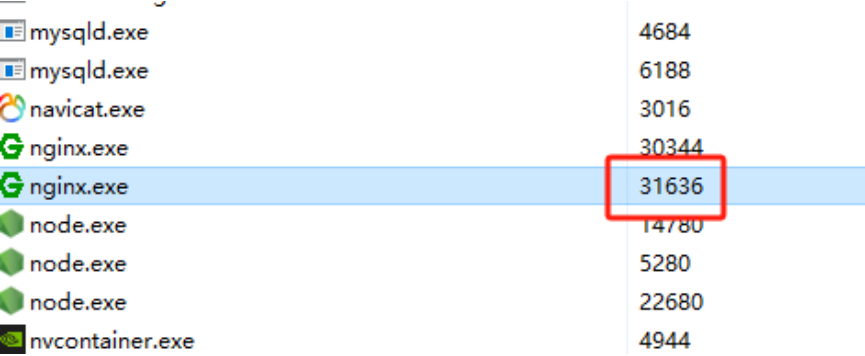 mysqld.exe 4684
mysqld.exe 6188
navicat.exe 3016
nginx.exe 30344
nginx.exe 31636
node.exe 14780
node.exe 5280
node.exe 22680
nvcontainer.exe 4944